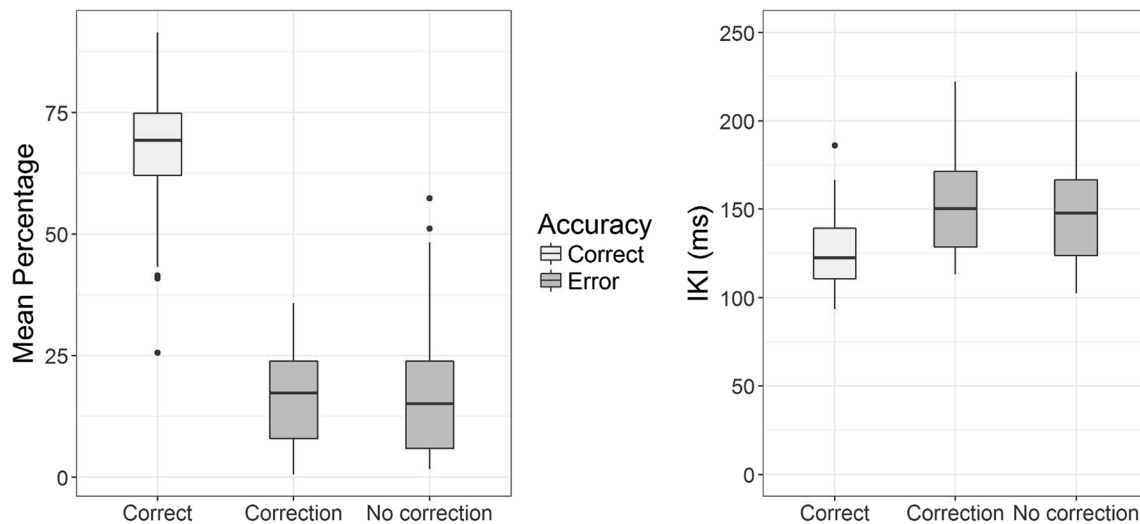 Mean Percentage
75
50
25
0
Correct
Correction
No correction
Accuracy
Correct
Error
IKI (ms)
250
200
150
100
50
0
Correct
Correction
No correction